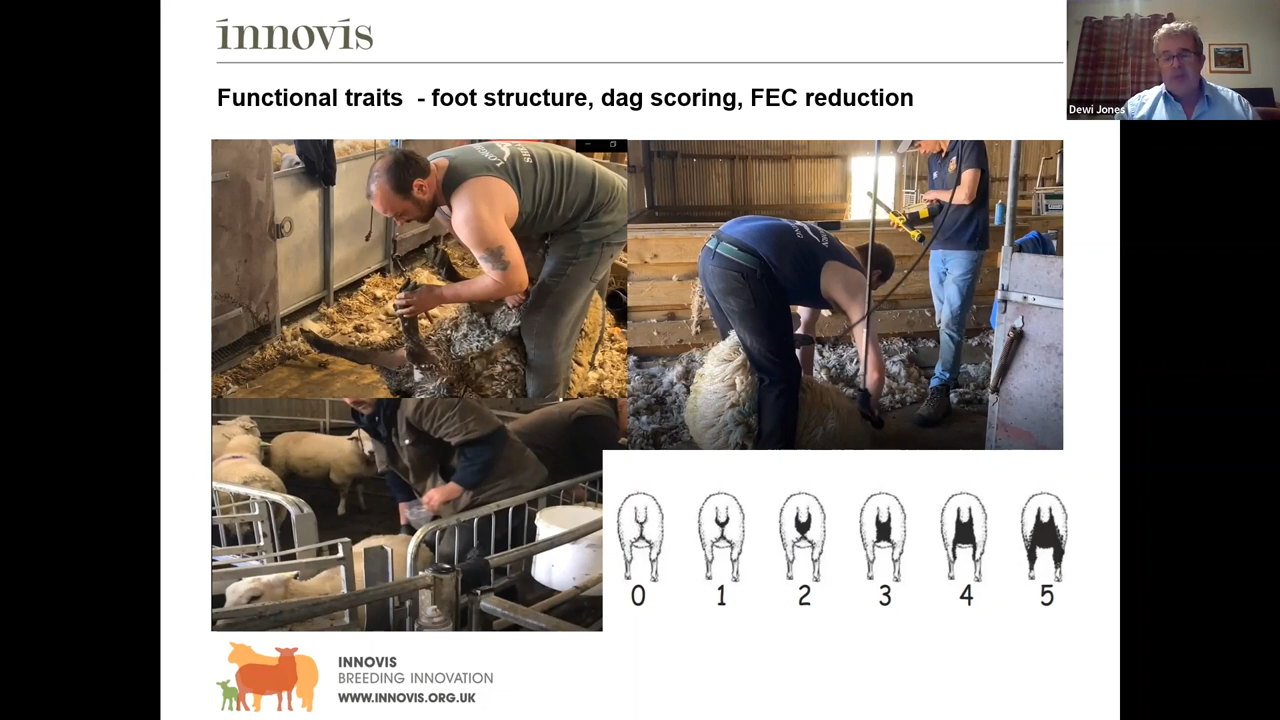 ínnovís
Functional traits - foot structure, dag scoring, FEC reduction
Dewi Jones
0 1 2 3 4 5
INNOVIS
BREEDING INNOVATION
WWW.INNOVIS.ORG.UK